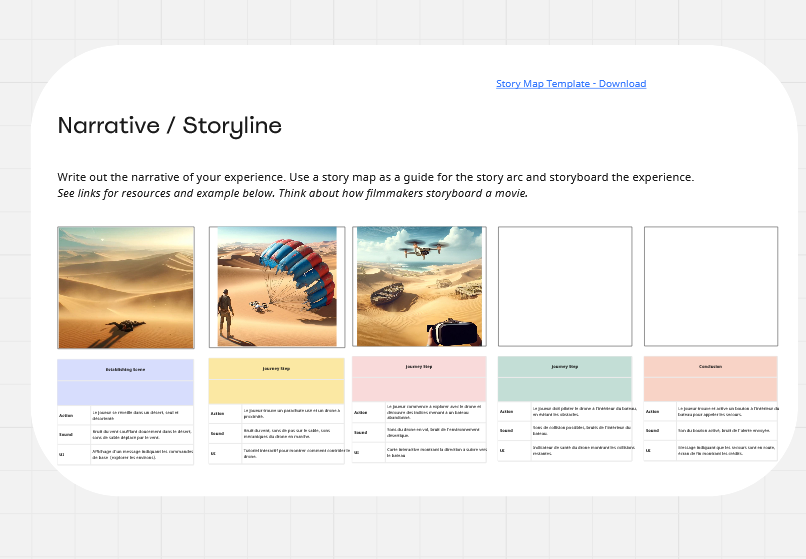 Story Map Template - Download
Narrative / Storyline
Write out the narrative of your experience. Use a story map as a guide for the story arc and storyboard the experience.
See links for resources and example below. Think about how filmmakers storyboard a movie.
Establishing Scene
Action
Le joueur se réveille dans un désert, seul et
désorienté
Sound
Bruit du vent soufflant doucement dans le désert,
sons de sable déplacé par le vent.
UI
Affichage d'un message indiquant les commandes
de base (explorer les environs).
Journey Step
Action
Le joueur trouve un parachute usé et un drone à
proximité.
Sound
Bruit du vent, sons de pas sur le sable, sons
mécaniques du drone en marche.
UI
Tutoriel interactif pour montrer comment contrôler le
drone.
Journey Step
Action
Le joueur commence à explorer avec le drone et
découvre des indices menant à un bateau
abandonné.
Sound
Sons du drone en vol, bruit de l'environnement
désertique.
UI
Carte interactive montrant la direction à suivre vers
le bateau
Journey Step
Action
Le joueur doit piloter le drone à l'intérieur du bateau,
en évitant les obstacles.
Sound
Sons de collision possibles, bruits de l'intérieur du
bateau.
UI
Indicateur de santé du drone montrant les collisions
restantes.
Conclusion
Action
Le joueur trouve et active un bouton à l'intérieur du
bateau pour appeler les secours.
Sound
Son du bouton activé, bruit de l'alerte envoyée.
UI
Message indiquant que les secours sont en route,
écran de fin montrant les crédits.